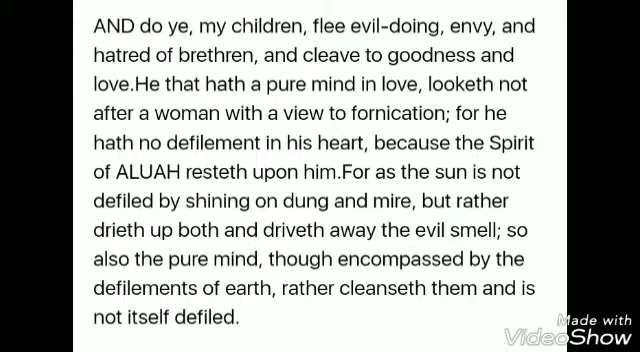 AND do ye, my children, flee evil-doing, envy, and
hatred of brethren, and cleave to goodness and
love.He that hath a pure mind in love, looketh not
after a woman with a view to fornication; for he
hath no defilement in his heart, because the Spirit
of ALUAH resteth upon him.For as the sun is not
defiled by shining on dung and mire, but rather
drieth up both and driveth away the evil smell; so
also the pure mind, though encompassed by the
defilements of earth, rather cleanseth them and is
not itself defiled.
Made with
VideoShow